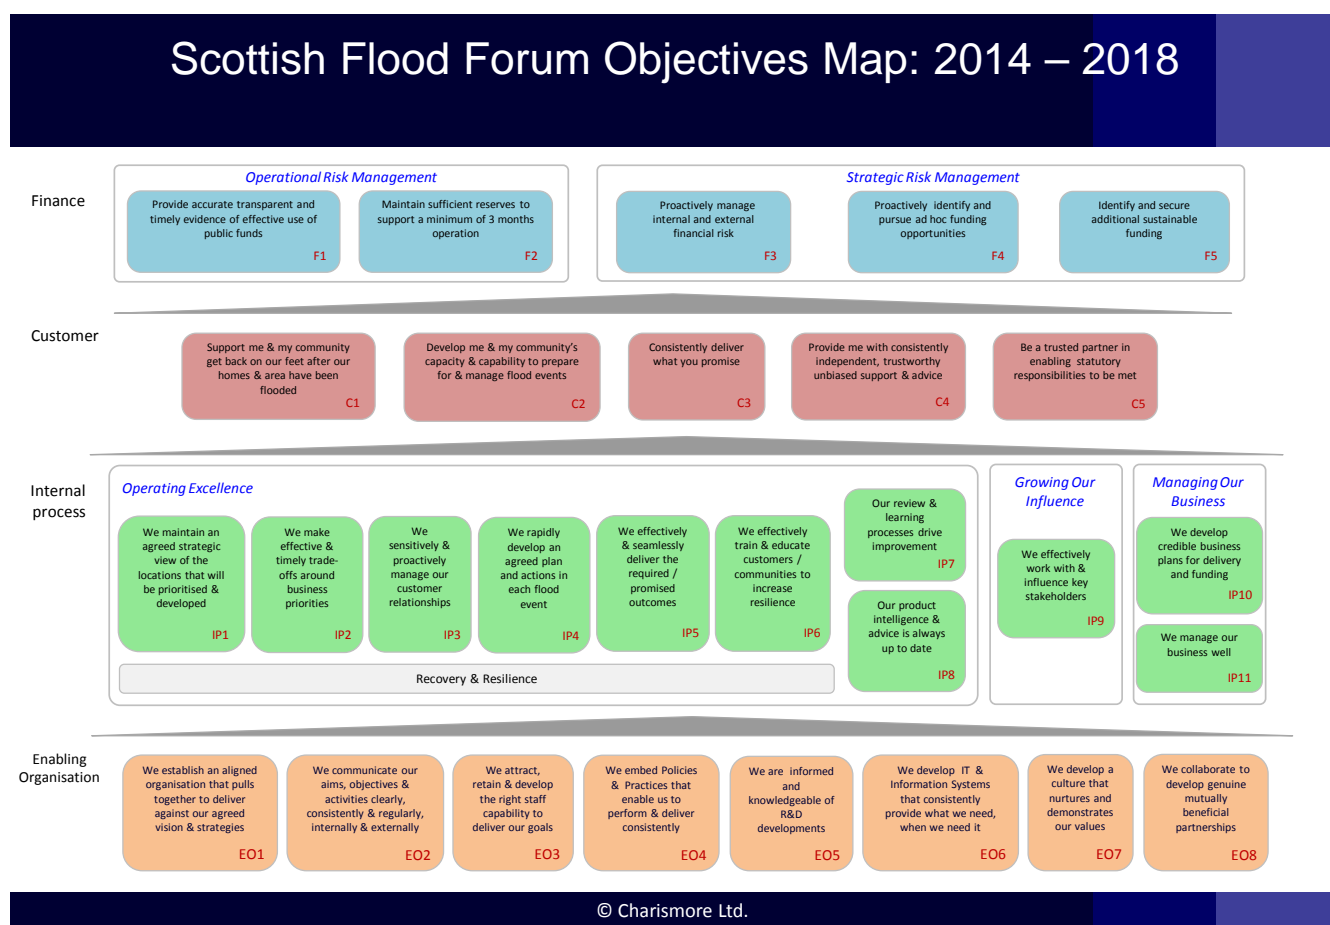 Scottish Flood Forum Objectives Map: 2014 – 2018
Finance
Operational Risk Management
Provide accurate transparent and
timely evidence of effective use of
public funds
F1
Maintain sufficient reserves to
support a minimum of 3 months
operation
F2
Strategic Risk Management
Proactively manage
internal and external
financial risk
F3
Proactively identify and
pursue ad hoc funding
opportunities
F4
Identify and secure
additional sustainable
funding
F5
Customer
Support me & my community
get back on our feet after our
homes & area have been
flooded
C1
Develop me & my community's
capacity & capability to prepare
for & manage flood events
C2
Consistently deliver
what you promise
C3
Provide me with consistently
independent, trustworthy
unbiased support & advice
C4
Be a trusted partner in
enabling statutory
responsibilities to be met
C5
Internal
process
Operating Excellence
We maintain an
agreed strategic
view of the
locations that will
be prioritised &
developed
IP1
We make
effective &
timely trade-
offs around
business
priorities
IP2
We
sensitively &
proactively
manage our
customer
relationships
IP3
We rapidly
develop an
agreed plan
and actions in
each flood
event
IP4
We effectively
& seamlessly
deliver the
required /
promised
outcomes
IP5
We effectively
train & educate
customers /
communities to
increase
resilience
IP6
Our review &
learning
processes drive
improvement
IP7
Our product
intelligence &
advice is always
up to date
IP8
Recovery & Resilience
Growing Our
Influence
We effectively
work with &
influence key
stakeholders
IP9
Managing Our
Business
We develop
credible business
plans for delivery
and funding
IP10
We manage our
business well
IP11
Enabling
Organisation
We establish an aligned
organisation that pulls
together to deliver
against our agreed
vision & strategies
EO1
We communicate our
aims, objectives &
activities clearly,
consistently & regularly,
internally & externally
EO2
We attract,
retain & develop
the right staff
capability to
deliver our goals
EO3
We embed Policies
& Practices that
enable us to
perform & deliver
consistently
EO4
We are informed
and
knowledgeable of
R&D
developments
EO5
We develop IT &
Information Systems
that consistently
provide what we need,
when we need it
EO6
We develop a
culture that
nurtures and
demonstrates
our values
EO7
We collaborate to
develop genuine
mutually
beneficial
partnerships
EO8
© Charismore Ltd.